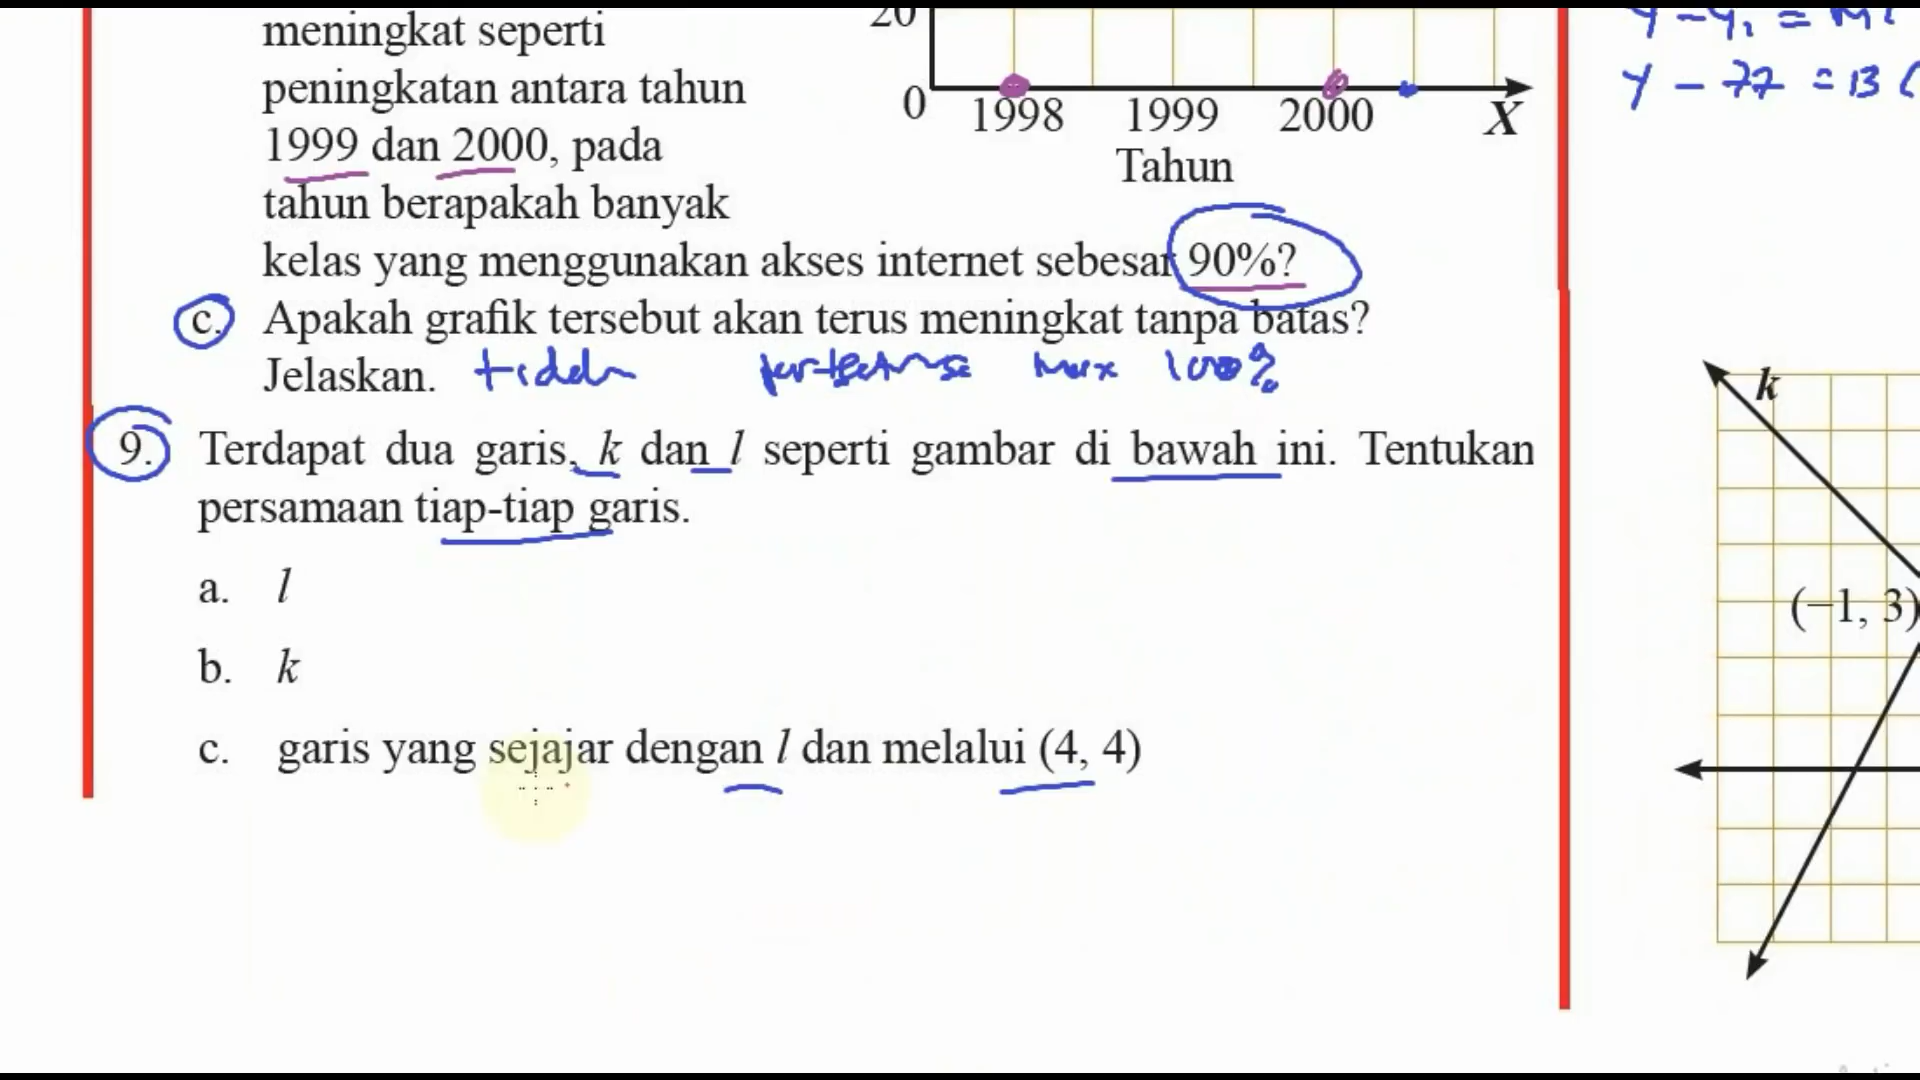 meningkat seperti
peningkatan antara tahun
1999 dan 2000, pada
tahun berapakah banyak
kelas yang menggunakan akses internet sebesar 90%?
20
0 1998 1999 2000 X
Tahun
y - y₁ = m
y - 77 = 13 (
c. Apakah grafik tersebut akan terus meningkat tanpa batas?
Jelaskan. max 100%
9. Terdapat dua garis, k dan l seperti gambar di bawah ini. Tentukan
persamaan tiap-tiap garis.
a. l
b. k
c. garis yang sejajar dengan l dan melalui (4, 4)
k
(−1, 3)